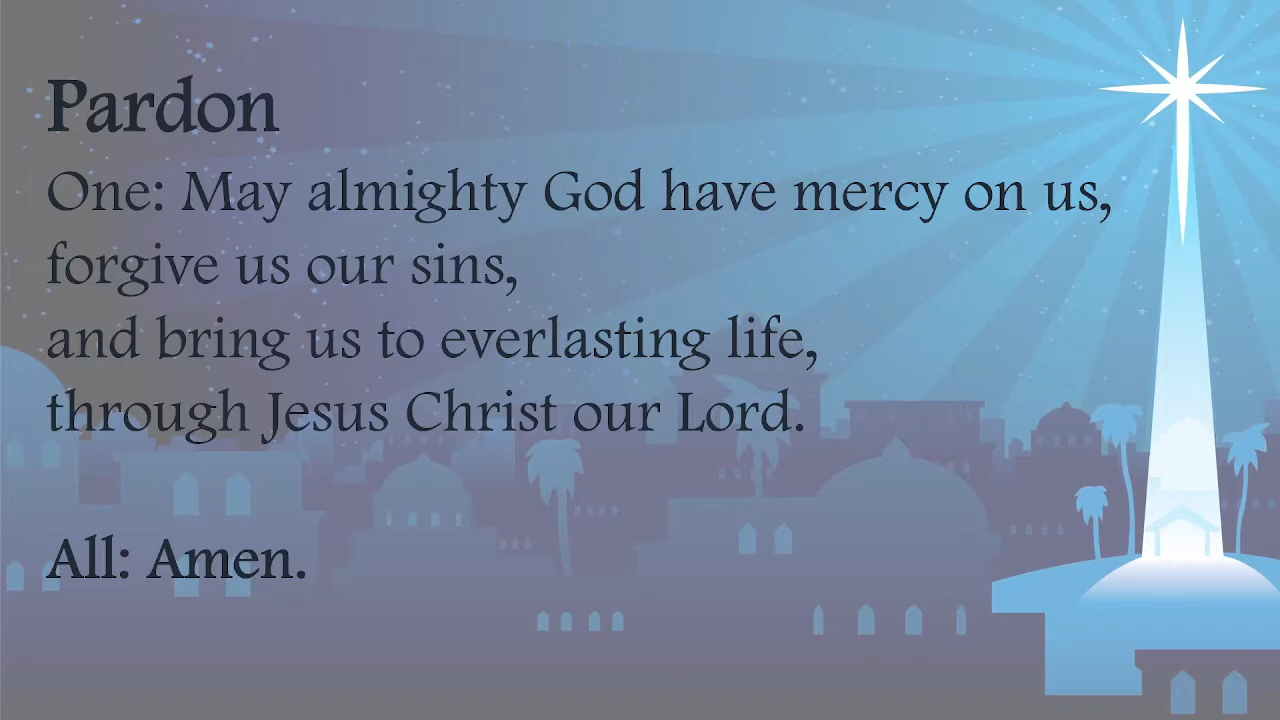 Pardon
One: May almighty God have mercy on us,
forgive us our sins,
and bring us to everlasting life,
through Jesus Christ our Lord.
All: Amen.